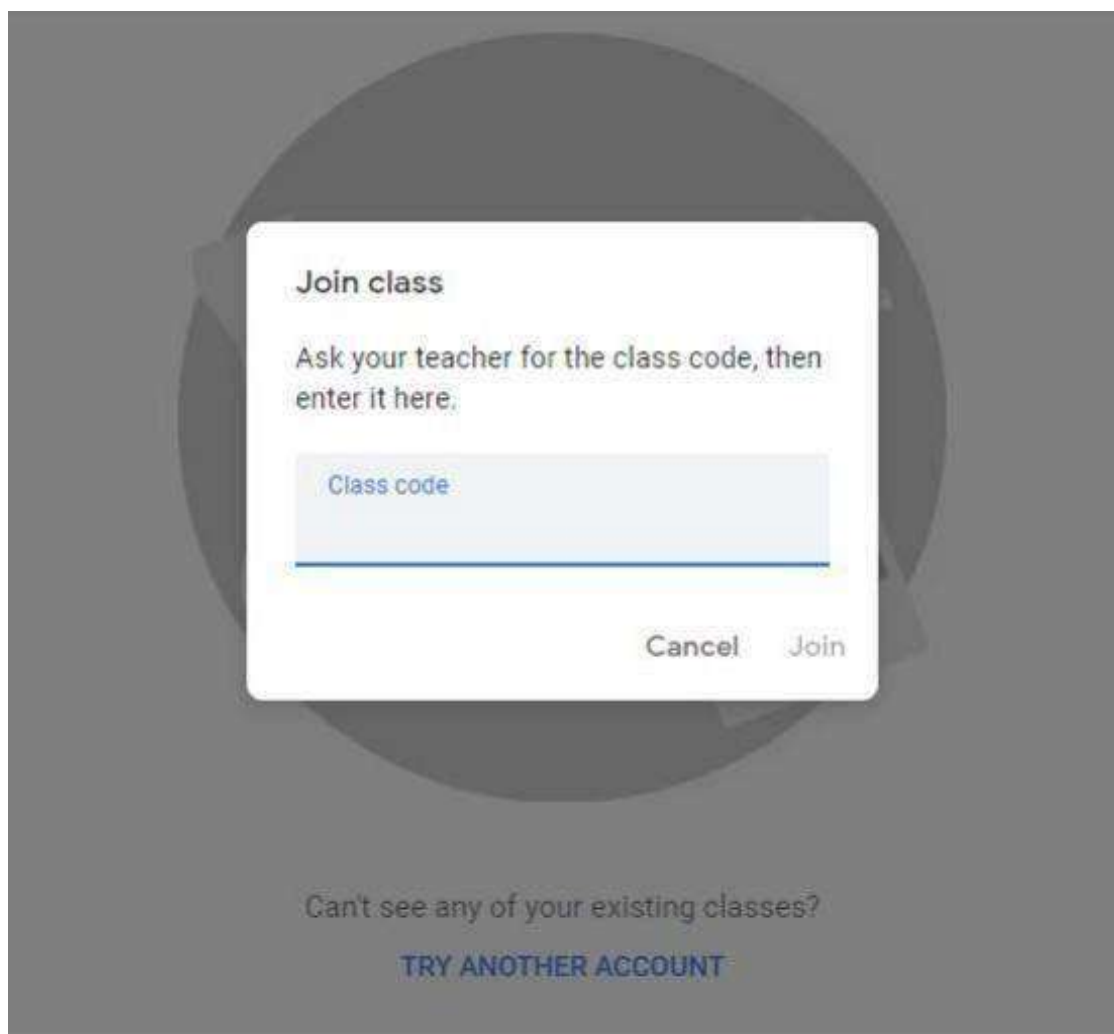 Join class
Ask your teacher for the class code, then
enter it here.
Class code
Cancel Join
Can't see any of your existing classes?
TRY ANOTHER ACCOUNT